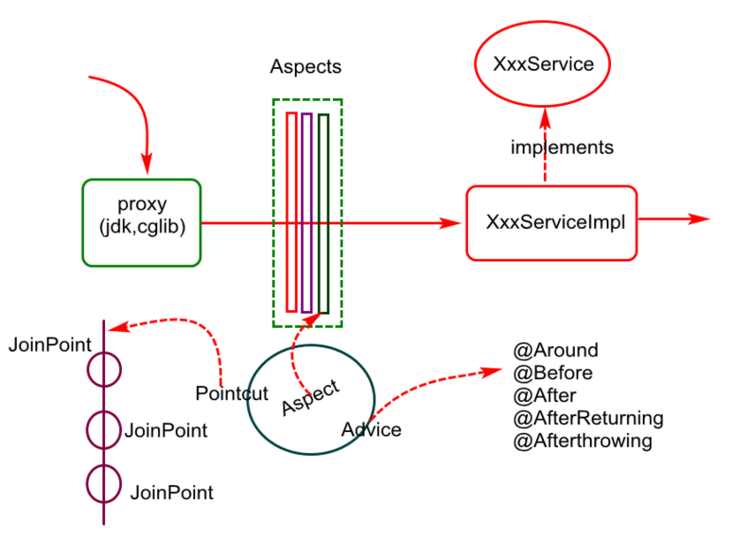 XxxService
Aspects
implements
proxy
(jdk,cglib)
XxxServiceImpl
JoinPoint
Pointcut
Aspect
Advice
@Around
@Before
@After
@AfterReturning
@Afterthrowing
JoinPoint
JoinPoint